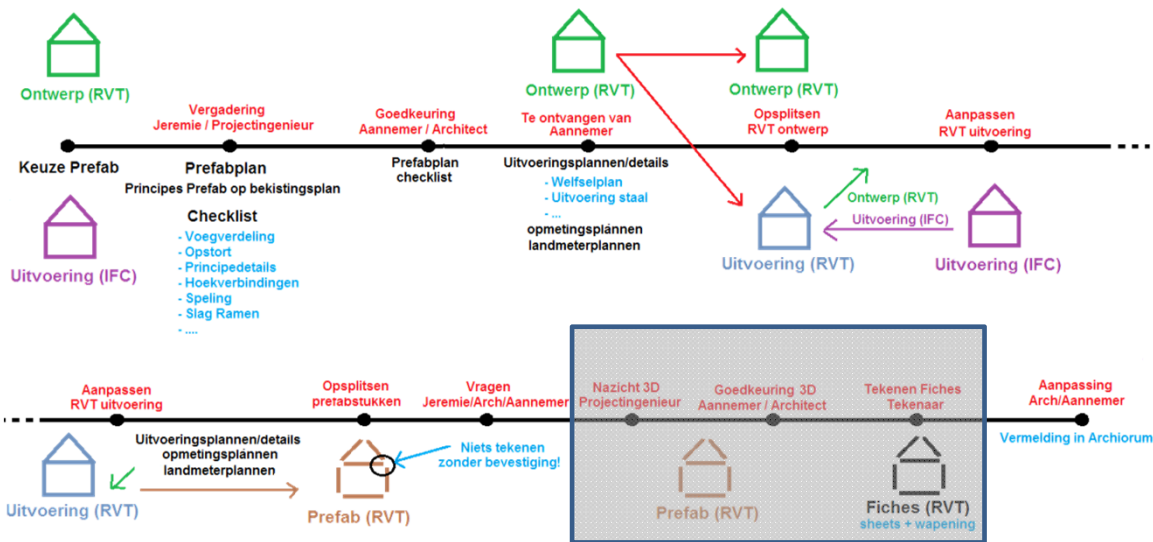 Ontwerp (RVT)
Ontwerp (RVT)
Ontwerp (RVT)
Vergadering
Jeremie / Projectingenieur
Goedkeuring
Aannemer / Architect
Te ontvangen van
Aannemer
Opsplitsen
RVT ontwerp
Aanpassen
RVT uitvoering
Keuze Prefab
Prefabplan
Principes Prefab op bekistingsplan
Prefabplan
checklist
Uitvoeringsplannen/details
- Welfselplan
- Uitvoering staal
- ...
opmetingsplannen
landmeterplannen
Checklist
- Voegverdeling
- Opstort
- Principedetails
- Hoekverbindingen
- Speling
- Slag Ramen
- ....
Uitvoering (IFC)
Ontwerp (RVT)
Uitvoering (IFC)
Uitvoering (RVT)
Uitvoering (IFC)
Aanpassen
RVT uitvoering
Opsplitsen
prefabstukken
Vragen
Jeremie/Arch/Aannemer
Nazicht 3D
Projectingenieur
Goedkeuring 3D
Aannemer / Architect
Tekenen Fiches
Tekenaar
Aanpassing
Arch/Aannemer
Uitvoeringsplannen/details
opmetingsplannen
landmeterplannen
Niets tekenen
zonder bevestiging!
Vermelding in Archiorum
Uitvoering (RVT)
Prefab (RVT)
Prefab (RVT)
Fiches (RVT)
sheets + wapening